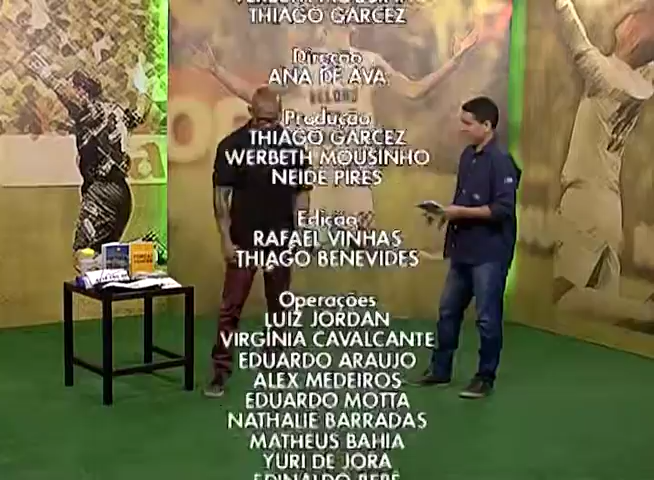 THIAGO GARCEZ
Direção
ANA DE AVA
Produção
THIAGO GARCEZ
WERBETH MOUSINHO
NEIDE PIRES
Edição
RAFAEL VINHAS
THIAGO BENEVIDES
Operações
LUIZ JORDAN
VIRGÍNIA CAVALCANTE
EDUARDO ARAUJO
ALEX MEDEIROS
EDUARDO MOTTA
NATHALIE BARRADAS
MATHEUS BAHIA
YURI DE JORA